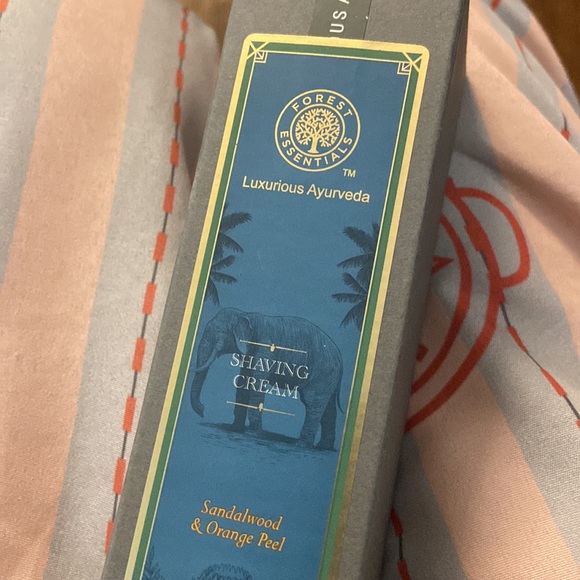 FOREST
ESSENTIALS
TM
Luxurious Ayurveda
SHAVING
CREAM
Sandalwood
& Orange Peel